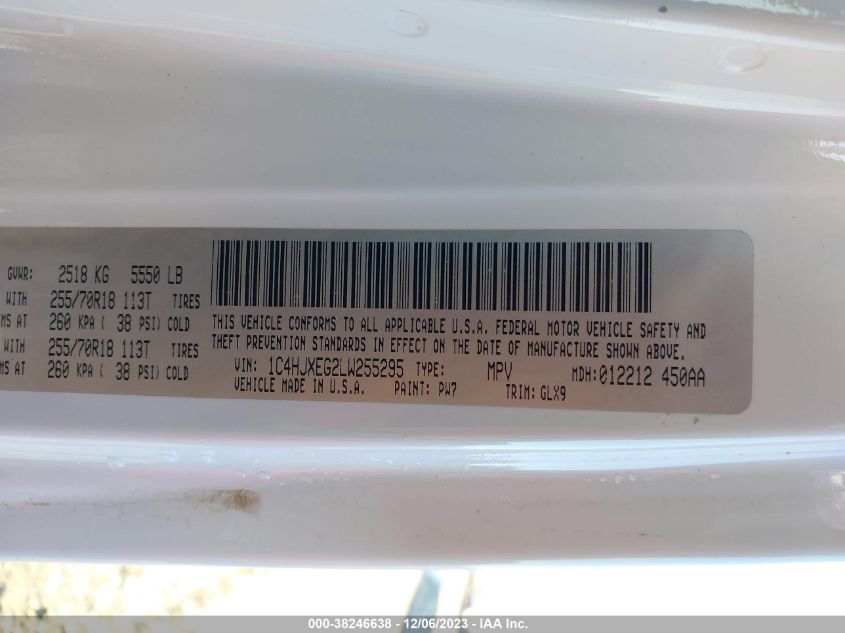 GVWR: 2518 KG 5550 LB
WITH 255/70R18 113T TIRES
MS AT 260 KPA ( 38 PSI) COLD
WITH 255/70R18 113T TIRES
MS AT 260 KPA ( 38 PSI) COLD
THIS VEHICLE CONFORMS TO ALL APPLICABLE U.S.A. FEDERAL MOTOR VEHICLE SAFETY AND
THEFT PREVENTION STANDARDS IN EFFECT ON THE DATE OF MANUFACTURE SHOWN ABOVE.
VIN: 1C4HJXEG2LW255295 TYPE: MPV MDH: 012212 450AA
VEHICLE MADE IN U.S.A. PAINT: PW7 TRIM: GLX9
000-38246638 - 12/06/2023 - IAA Inc.